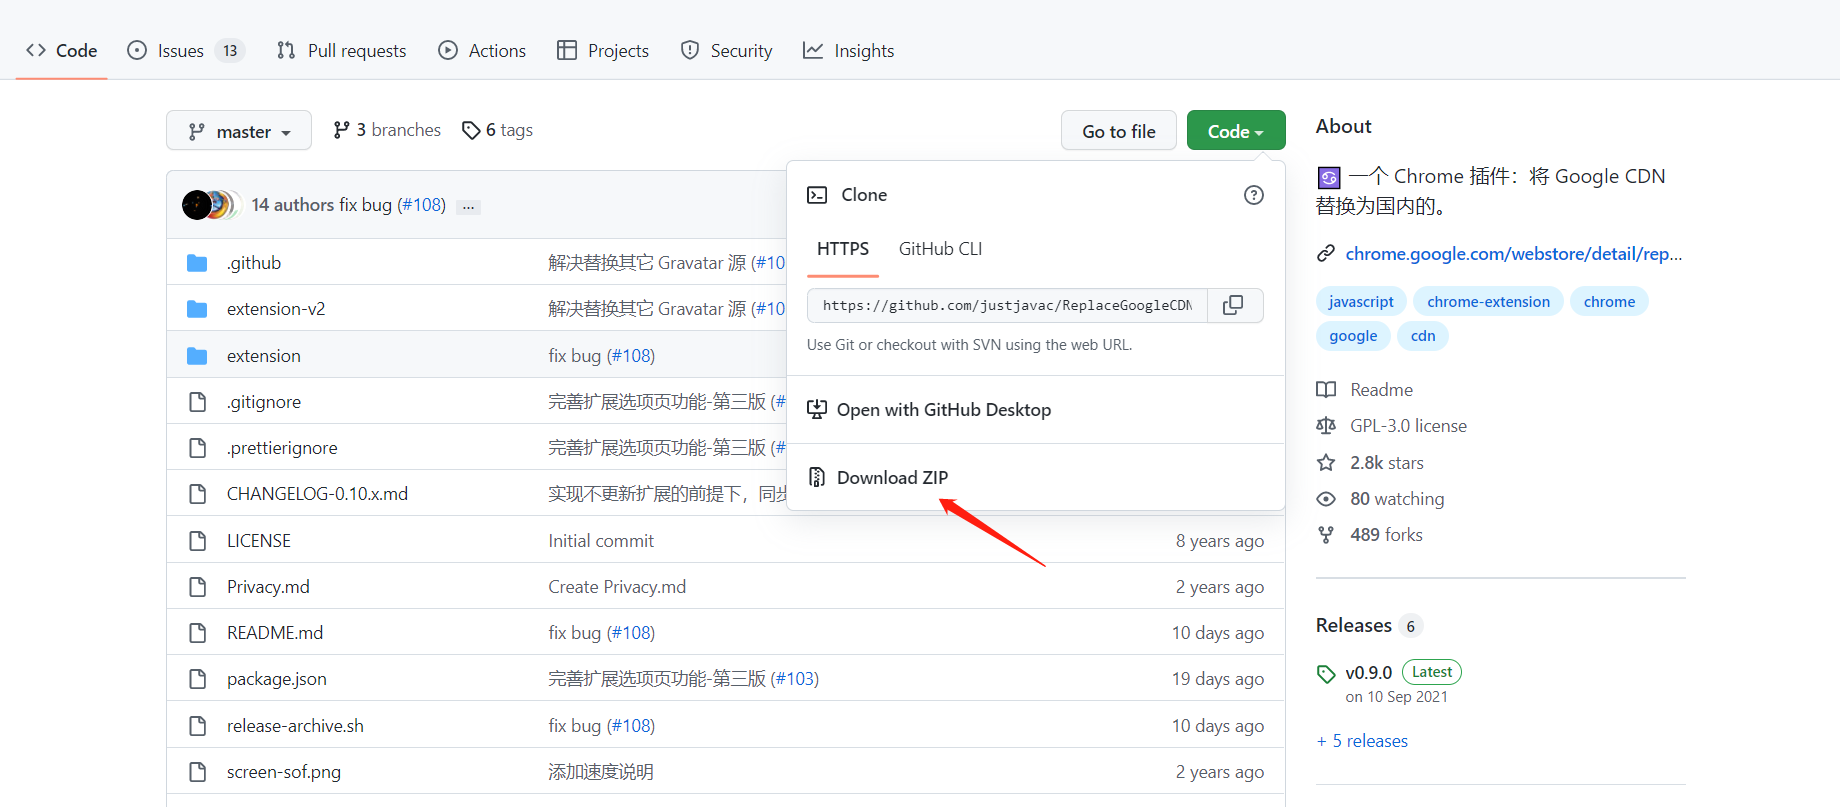 Code
Issues 13
Pull requests
Actions
Projects
Security
Insights
master
3 branches
6 tags
Go to file
Code
14 authors fix bug (#108) ...
.github
解决替换其它 Gravatar 源 (#10
extension-v2
解决替换其它 Gravatar 源 (#10
extension
fix bug (#108)
.gitignore
完善扩展选项页功能-第三版 (#
.prettierignore
完善扩展选项页功能-第三版 (#
CHANGELOG-0.10.x.md
实现不更新扩展的前提下，同步
LICENSE
Initial commit
8 years ago
Privacy.md
Create Privacy.md
2 years ago
README.md
fix bug (#108)
10 days ago
package.json
完善扩展选项页功能-第三版 (#103)
19 days ago
release-archive.sh
fix bug (#108)
10 days ago
screen-sof.png
添加速度说明
2 years ago
Clone
HTTPS
GitHub CLI
https://github.com/justjavac/ReplaceGoogleCDN
Use Git or checkout with SVN using the web URL.
Open with GitHub Desktop
Download ZIP
About
♋ 一个 Chrome 插件：将 Google CDN
替换为国内的。
chrome.google.com/webstore/detail/rep...
javascript
chrome-extension
chrome
google
cdn
Readme
GPL-3.0 license
2.8k stars
80 watching
489 forks
Releases 6
v0.9.0 Latest
on 10 Sep 2021
+ 5 releases